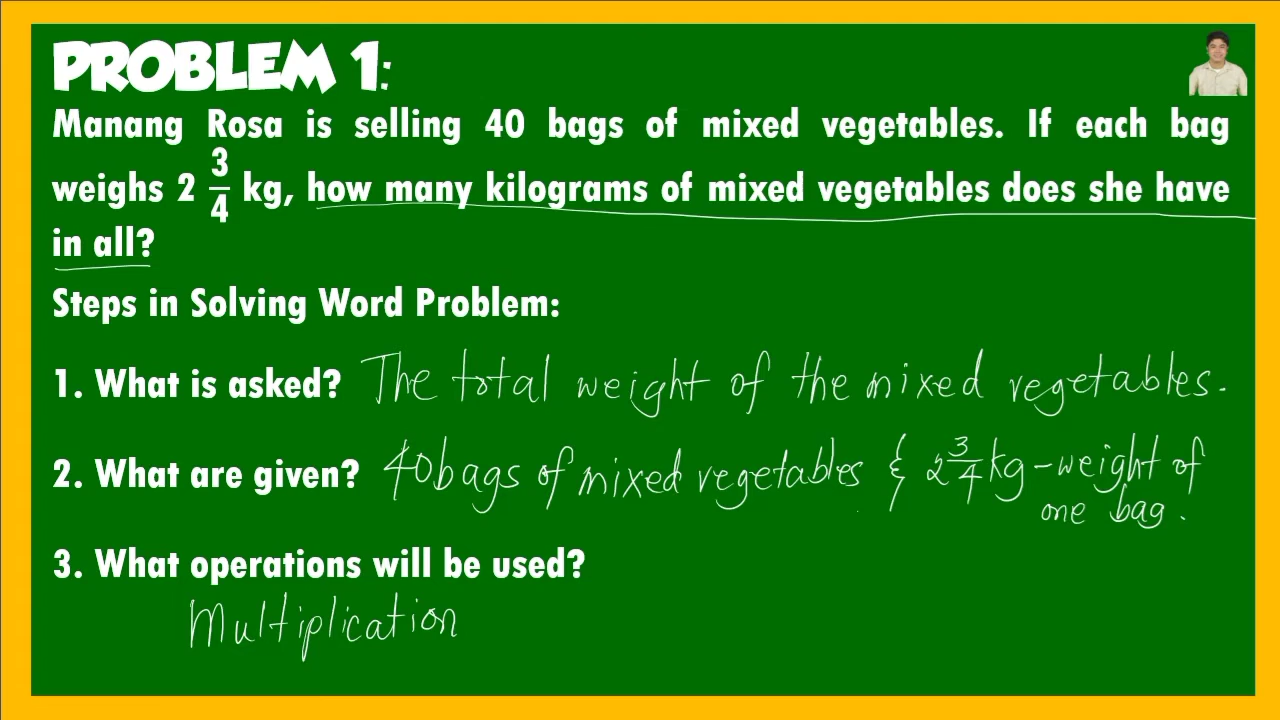 PROBLEM 1:
Manang Rosa is selling 40 bags of mixed vegetables. If each bag
weighs 2 3/4 kg, how many kilograms of mixed vegetables does she have
in all?
Steps in Solving Word Problem:
1. What is asked? The total weight of the mixed vegetables.
2. What are given? 40 bags of mixed vegetables & 2 3/4 kg - weight of
one bag.
3. What operations will be used?
Multiplication